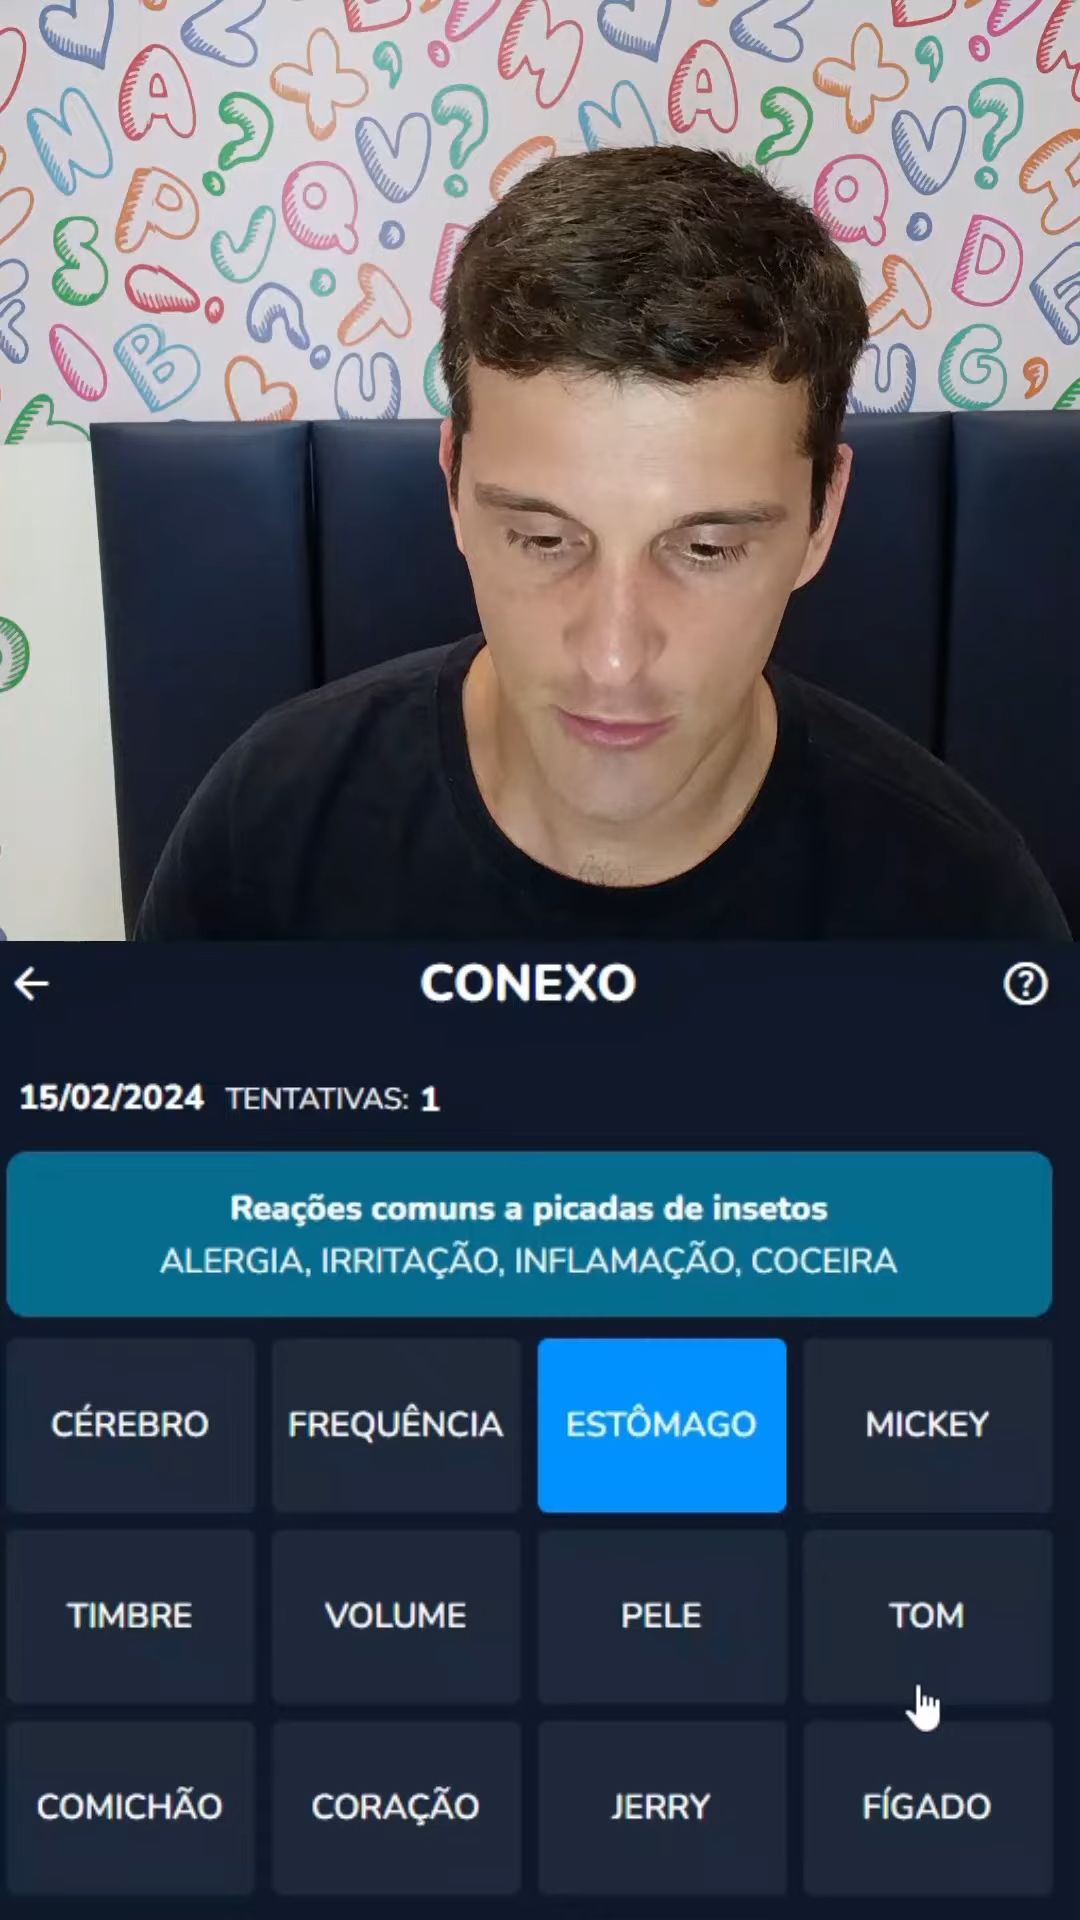 CONEXO
15/02/2024 TENTATIVAS: 1
Reações comuns a picadas de insetos
ALERGIA, IRRITAÇÃO, INFLAMAÇÃO, COCEIRA
CÉREBRO FREQUÊNCIA ESTÔMAGO MICKEY
TIMBRE VOLUME PELE TOM
COMICHÃO CORAÇÃO JERRY FÍGADO